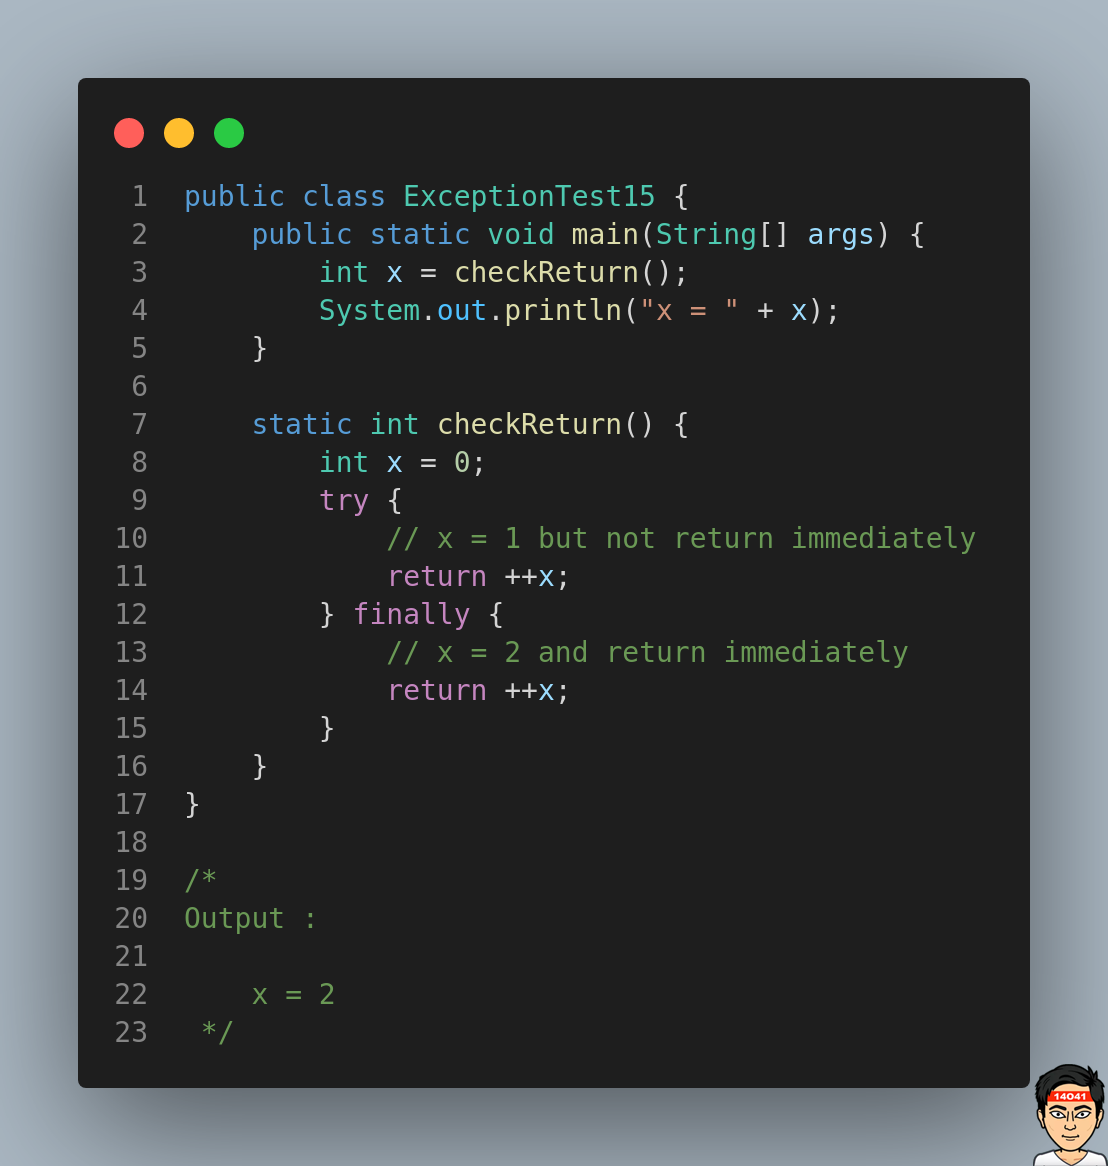 1 public class ExceptionTest15 {
2     public static void main(String[] args) {
3         int x = checkReturn();
4         System.out.println("x = " + x);
5     }
6
7     static int checkReturn() {
8         int x = 0;
9         try {
10             // x = 1 but not return immediately
11             return ++x;
12         } finally {
13             // x = 2 and return immediately
14             return ++x;
15         }
16     }
17 }
18
19 /*
20 Output :
21
22     x = 2
23  */
14041